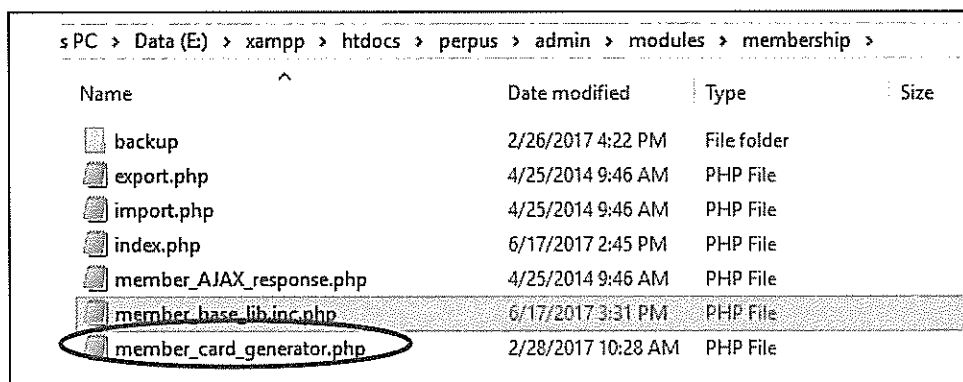 s PC > Data (E:) > xampp > htdocs > perpus > admin > modules > membership >
Name Date modified Type Size
backup 2/26/2017 4:22 PM File folder
export.php 4/25/2014 9:46 AM PHP File
import.php 4/25/2014 9:46 AM PHP File
index.php 6/17/2017 2:45 PM PHP File
member_AJAX_response.php 4/25/2014 9:46 AM PHP File
member_base_lib.inc.php 6/17/2017 3:31 PM PHP File
member_card_generator.php 2/28/2017 10:28 AM PHP File